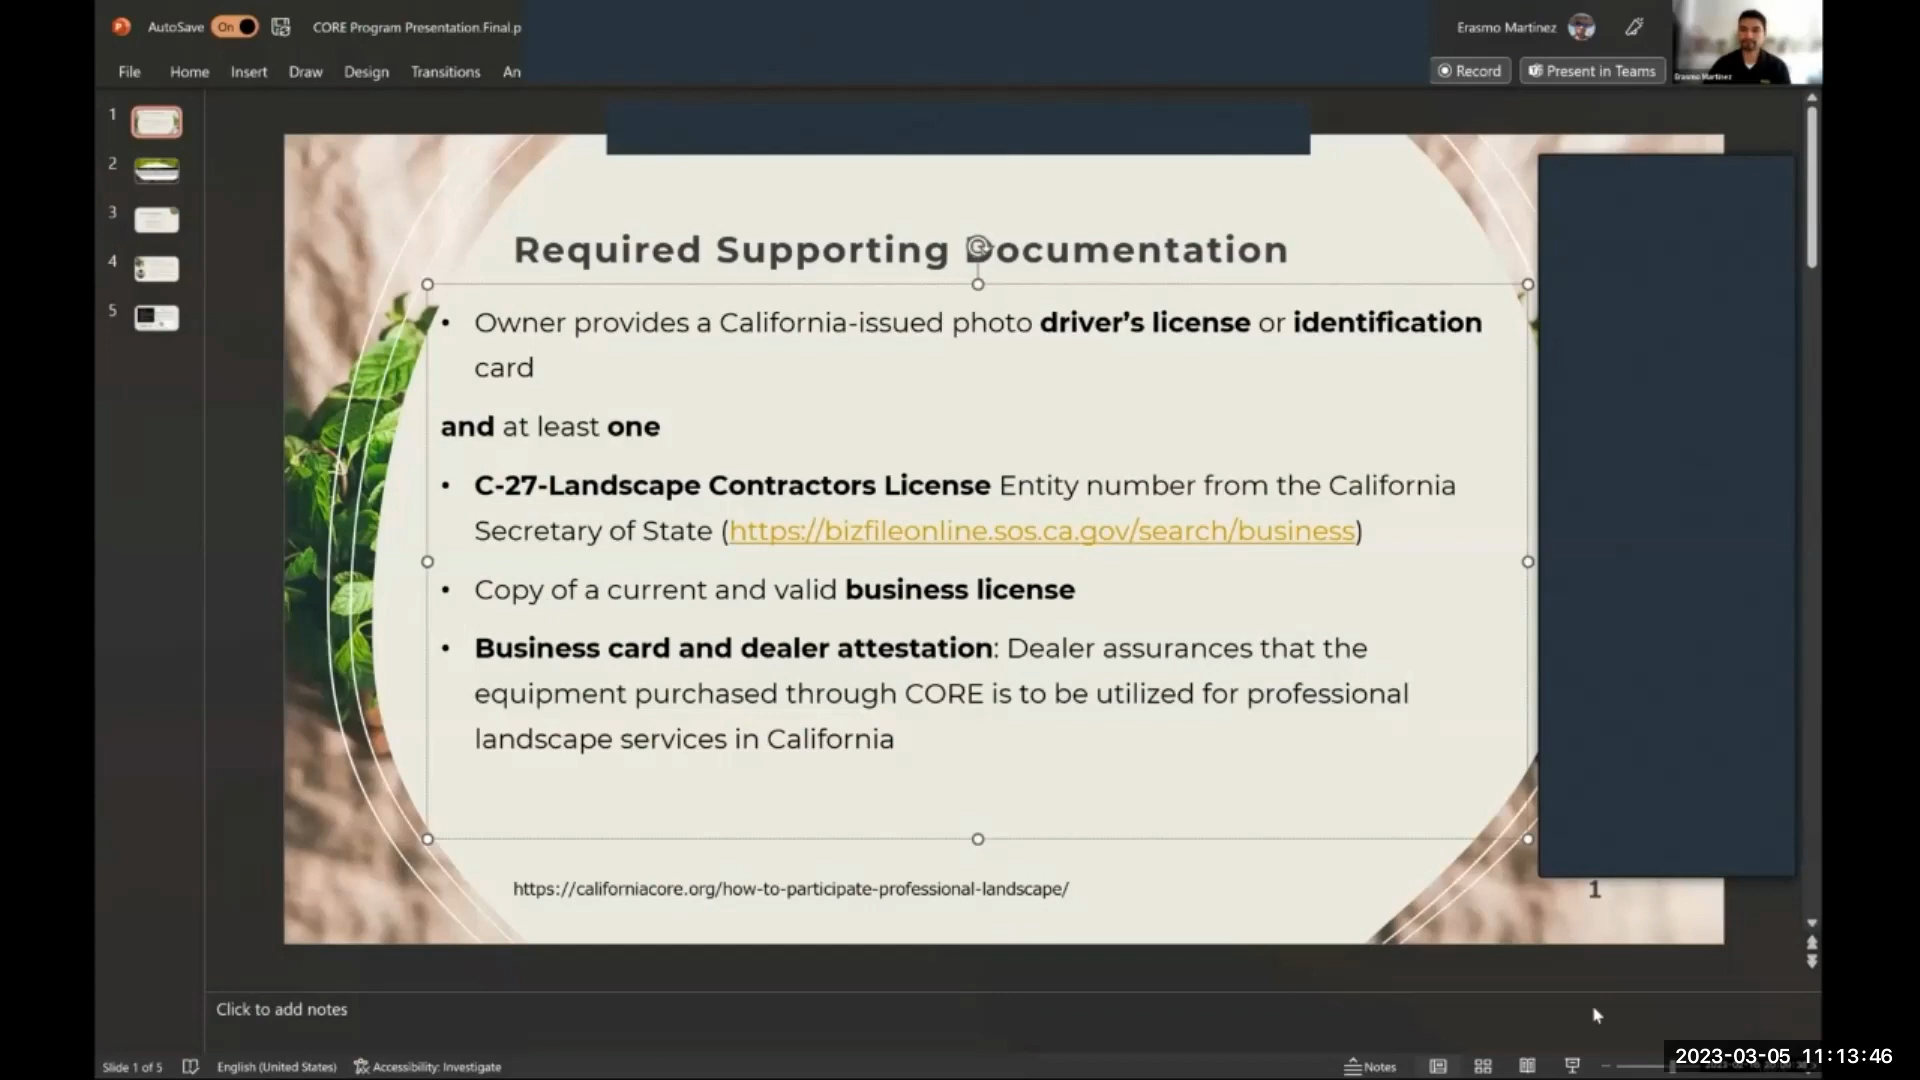 AutoSave On CORE Program Presentation.Final.p
Erasmo Martinez
File Home Insert Draw Design Transitions An
Record Present in Teams
Erasmo Martinez
1
2
3
4
5
Required Supporting Documentation
• Owner provides a California-issued photo driver’s license or identification
card
and at least one
• C-27-Landscape Contractors License Entity number from the California
Secretary of State (https://bizfileonline.sos.ca.gov/search/business)
• Copy of a current and valid business license
• Business card and dealer attestation: Dealer assurances that the
equipment purchased through CORE is to be utilized for professional
landscape services in California
https://californiacore.org/how-to-participate-professional-landscape/
1
Click to add notes
Slide 1 of 5 English (United States) Accessibility: Investigate
Notes
2023-03-05 11:13:46